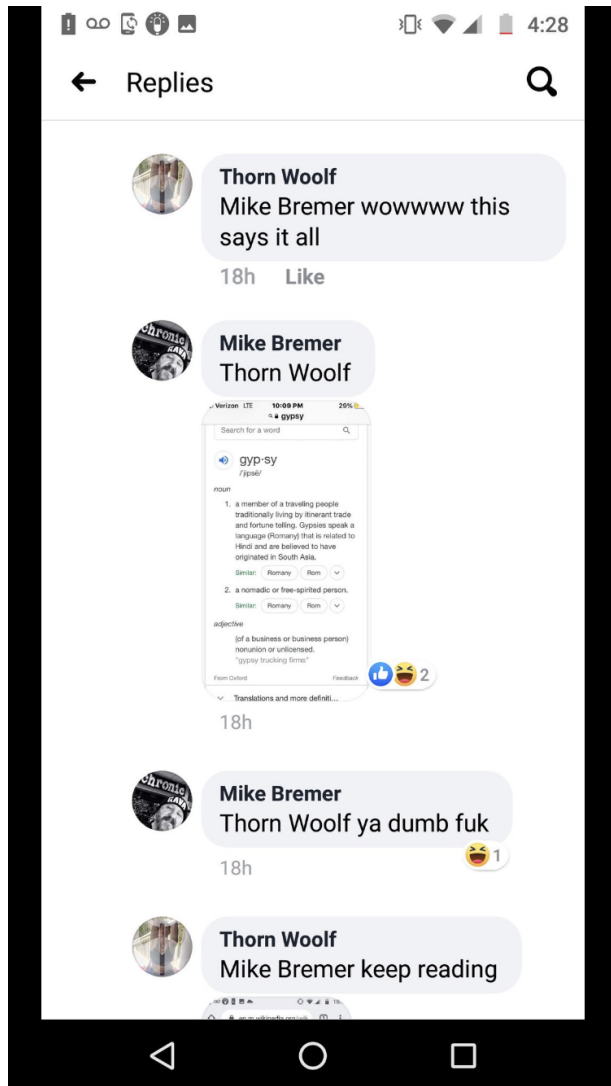 4:28
Replies
Thorn Woolf
Mike Bremer wowwww this
says it all
18h Like
chronic
KAVA
Mike Bremer
Thorn Woolf
Verizon LTE 10:09 PM 29%
gypsy
Search for a word
gyp·sy
/ˈjipsē/
noun
1. a member of a traveling people
traditionally living by itinerant trade
and fortune telling. Gypsies speak a
language (Romany) that is related to
Hindi and are believed to have
originated in South Asia.
Similar: Romany Rom
2. a nomadic or free-spirited person.
Similar: Romany Rom
adjective
(of a business or business person)
nonunion or unlicensed.
"gypsy trucking firms"
From Oxford Feedback
Translations and more definiti...
2
18h
chronic
KAVA
Mike Bremer
Thorn Woolf ya dumb fuk
1
18h
Thorn Woolf
Mike Bremer keep reading